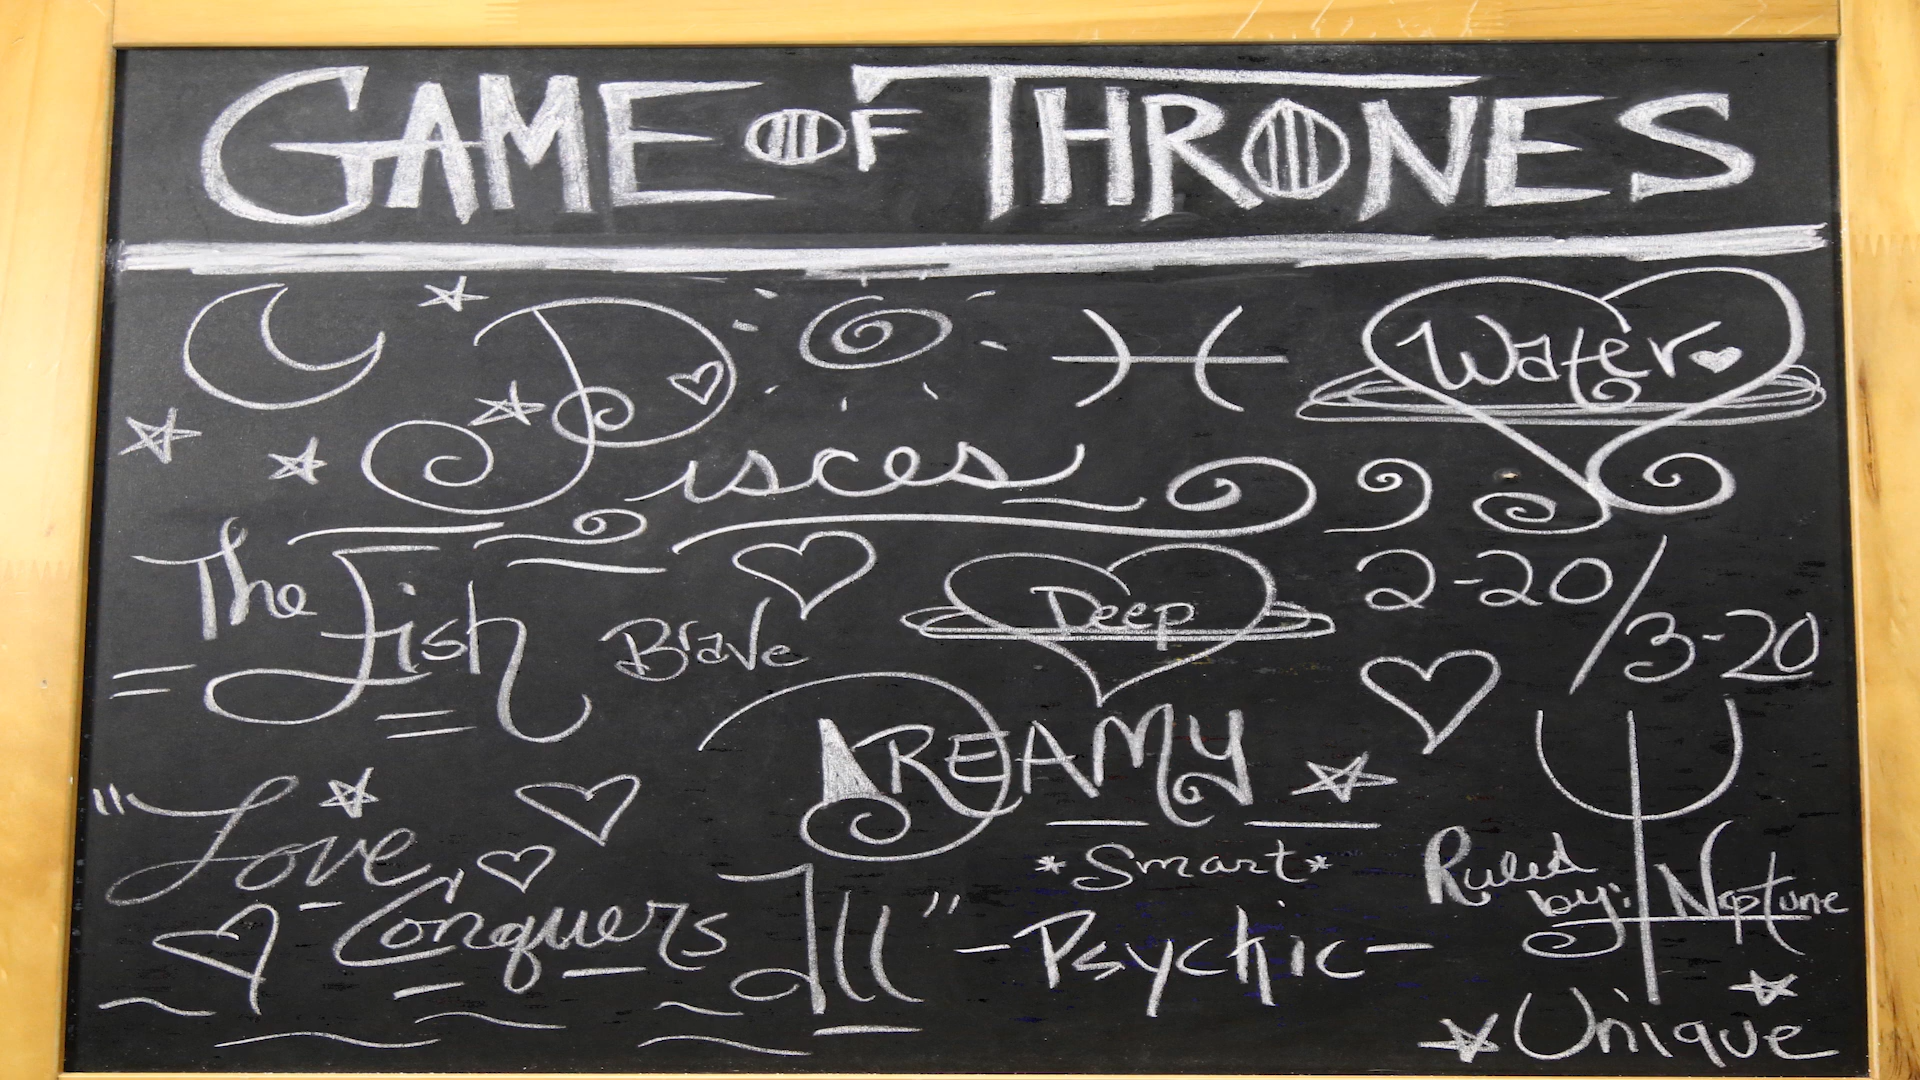 GAME OF THRONES
Pisces
Water
The Fish
Brave
Deep
2-20/3-20
DREAMY
"Love
Conquers All"
*Smart*
-Psychic-
Ruled
by: Neptune
Unique